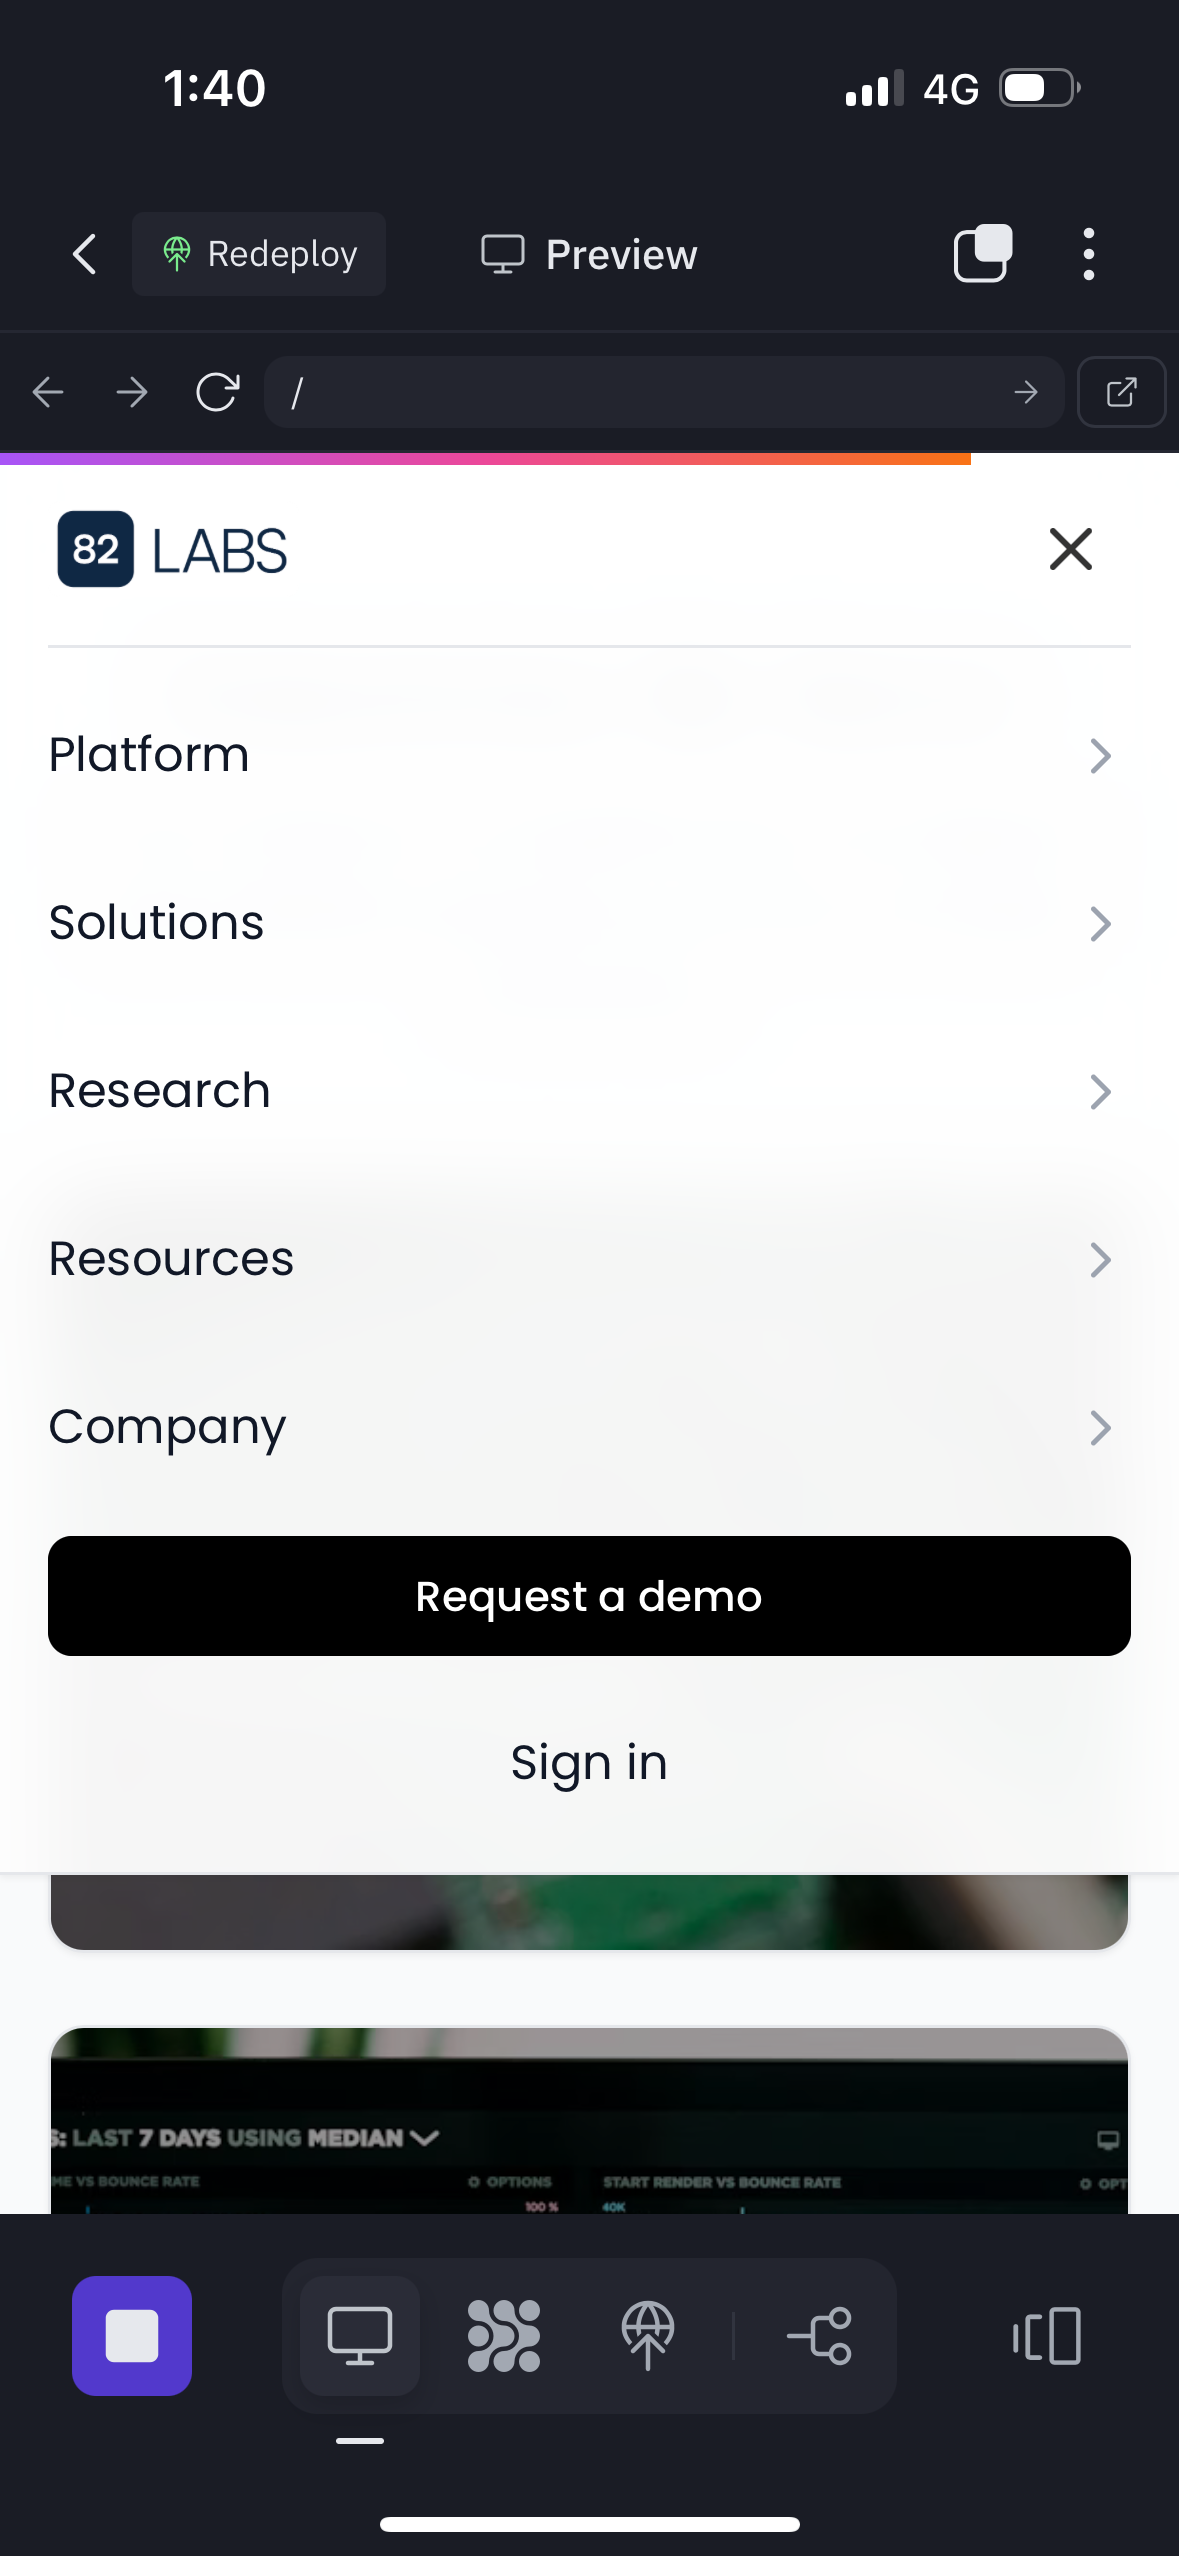 1:40
4G
Redeploy
Preview
/
82 LABS
Platform
Solutions
Research
Resources
Company
Request a demo
Sign in
S: LAST 7 DAYS USING MEDIAN
ME VS BOUNCE RATE
OPTIONS
START RENDER VS BOUNCE RATE
OPT
100 %
40K